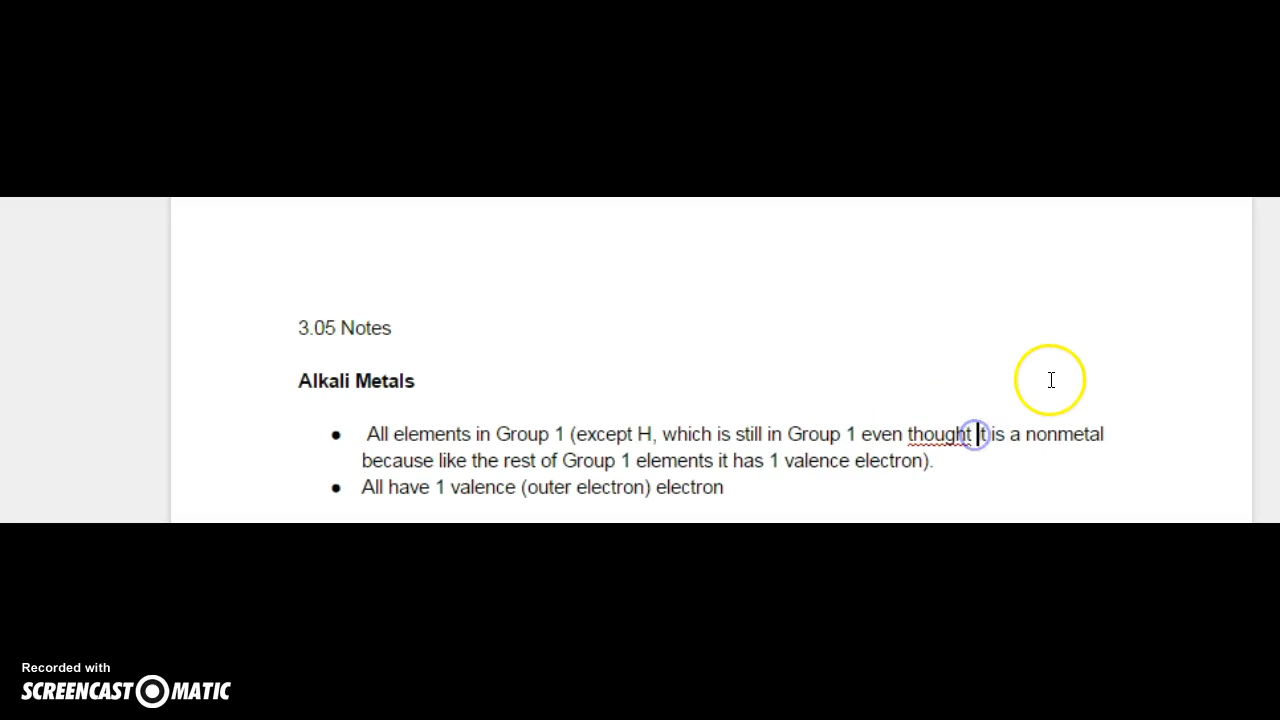 3.05 Notes
Alkali Metals
● All elements in Group 1 (except H, which is still in Group 1 even thought it is a nonmetal
because like the rest of Group 1 elements it has 1 valence electron).
● All have 1 valence (outer electron) electron
Recorded with
SCREENCAST O MATIC